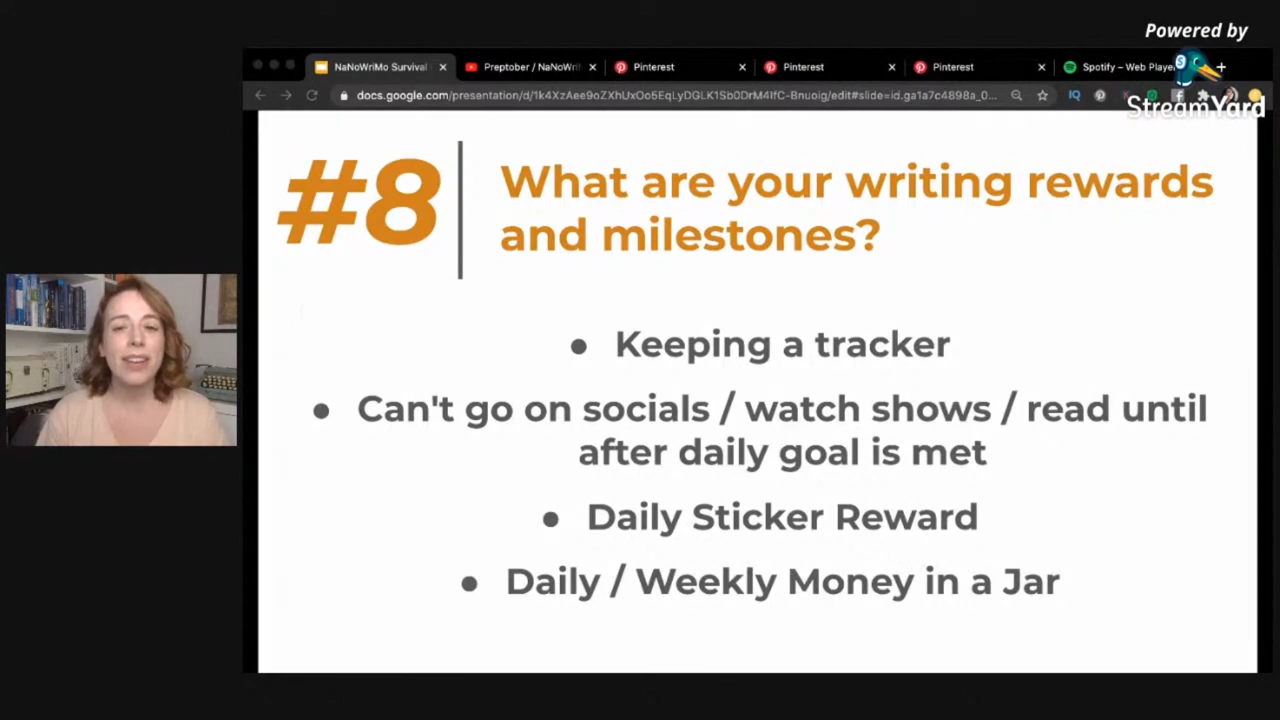 Powered by
StreamYard
NaNoWriMo Survival
Preptober / NaNoWri
Pinterest
Pinterest
Pinterest
Spotify – Web Player
docs.google.com/presentation/d/1k4XzAee9oZXhUxOo5EqLyDGLK1Sb0DrM4IfC-Bnuoig/edit#slide=id.ga1a7c4898a_0...
#8
What are your writing rewards
and milestones?
● Keeping a tracker
● Can't go on socials / watch shows / read until
after daily goal is met
● Daily Sticker Reward
● Daily / Weekly Money in a Jar